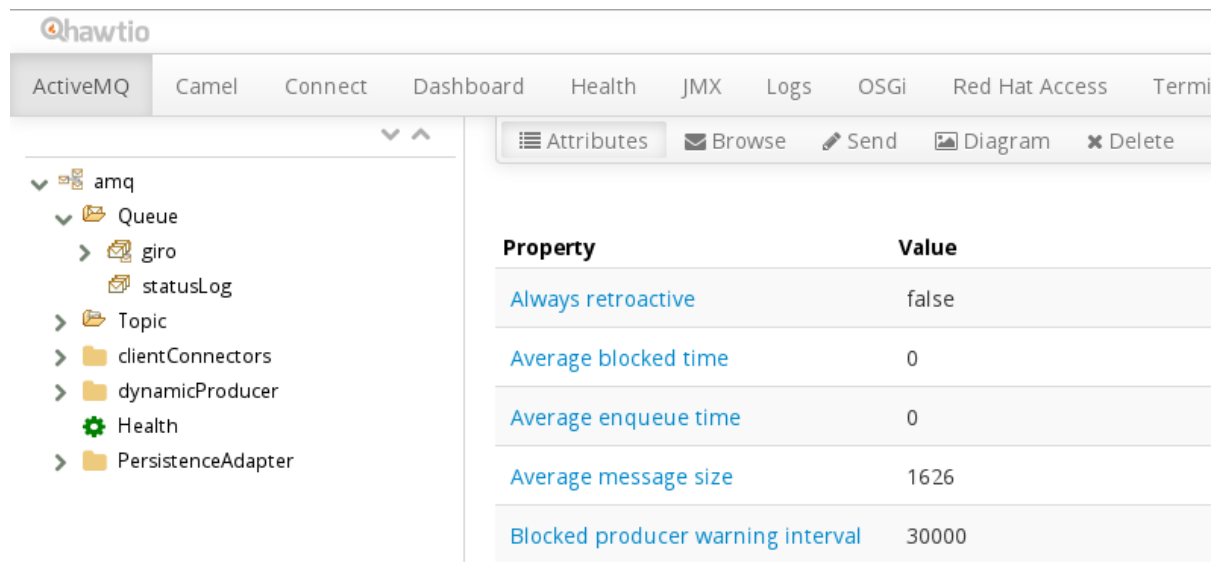 hawtio
ActiveMQ Camel Connect Dashboard Health JMX Logs OSGi Red Hat Access Termi
Attributes Browse Send Diagram Delete
amq
Queue
giro
statusLog
Topic
clientConnectors
dynamicProducer
Health
PersistenceAdapter
Property Value
Always retroactive false
Average blocked time 0
Average enqueue time 0
Average message size 1626
Blocked producer warning interval 30000